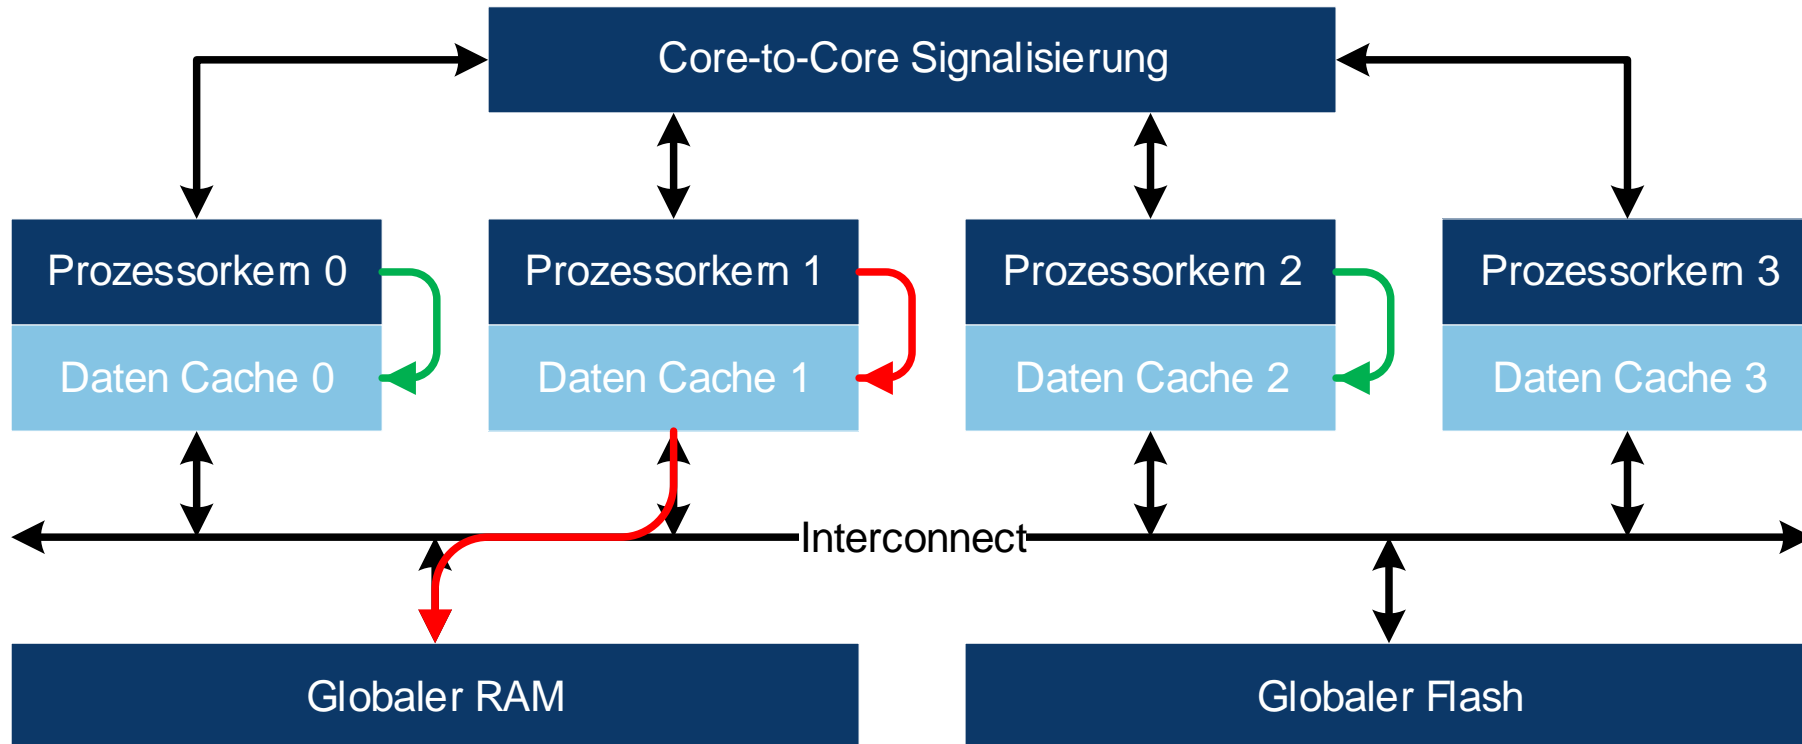 Core-to-Core Signalisierung
Prozessorkern 0
Prozessorkern 1
Prozessorkern 2
Prozessorkern 3
Daten Cache 0
Daten Cache 1
Daten Cache 2
Daten Cache 3
Interconnect
Globaler RAM
Globaler Flash